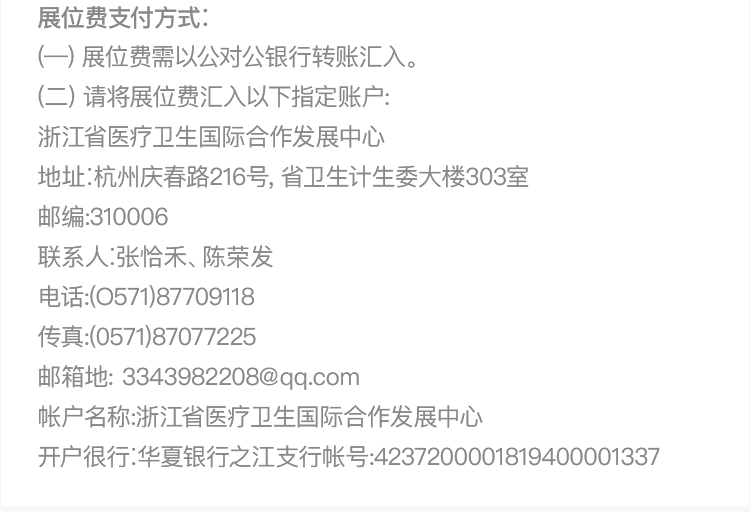 展位费支付方式:
(一) 展位费需以公对公银行转账汇入。
(二) 请将展位费汇入以下指定账户:
浙江省医疗卫生国际合作发展中心
地址:杭州庆春路216号, 省卫生计生委大楼303室
邮编:310006
联系人:张恰禾、陈荣发
电话:(O571)87709118
传真:(0571)87077225
邮箱地: 3343982208@qq.com
帐户名称:浙江省医疗卫生国际合作发展中心
开户很行:华夏银行之江支行帐号:4237200001819400001337